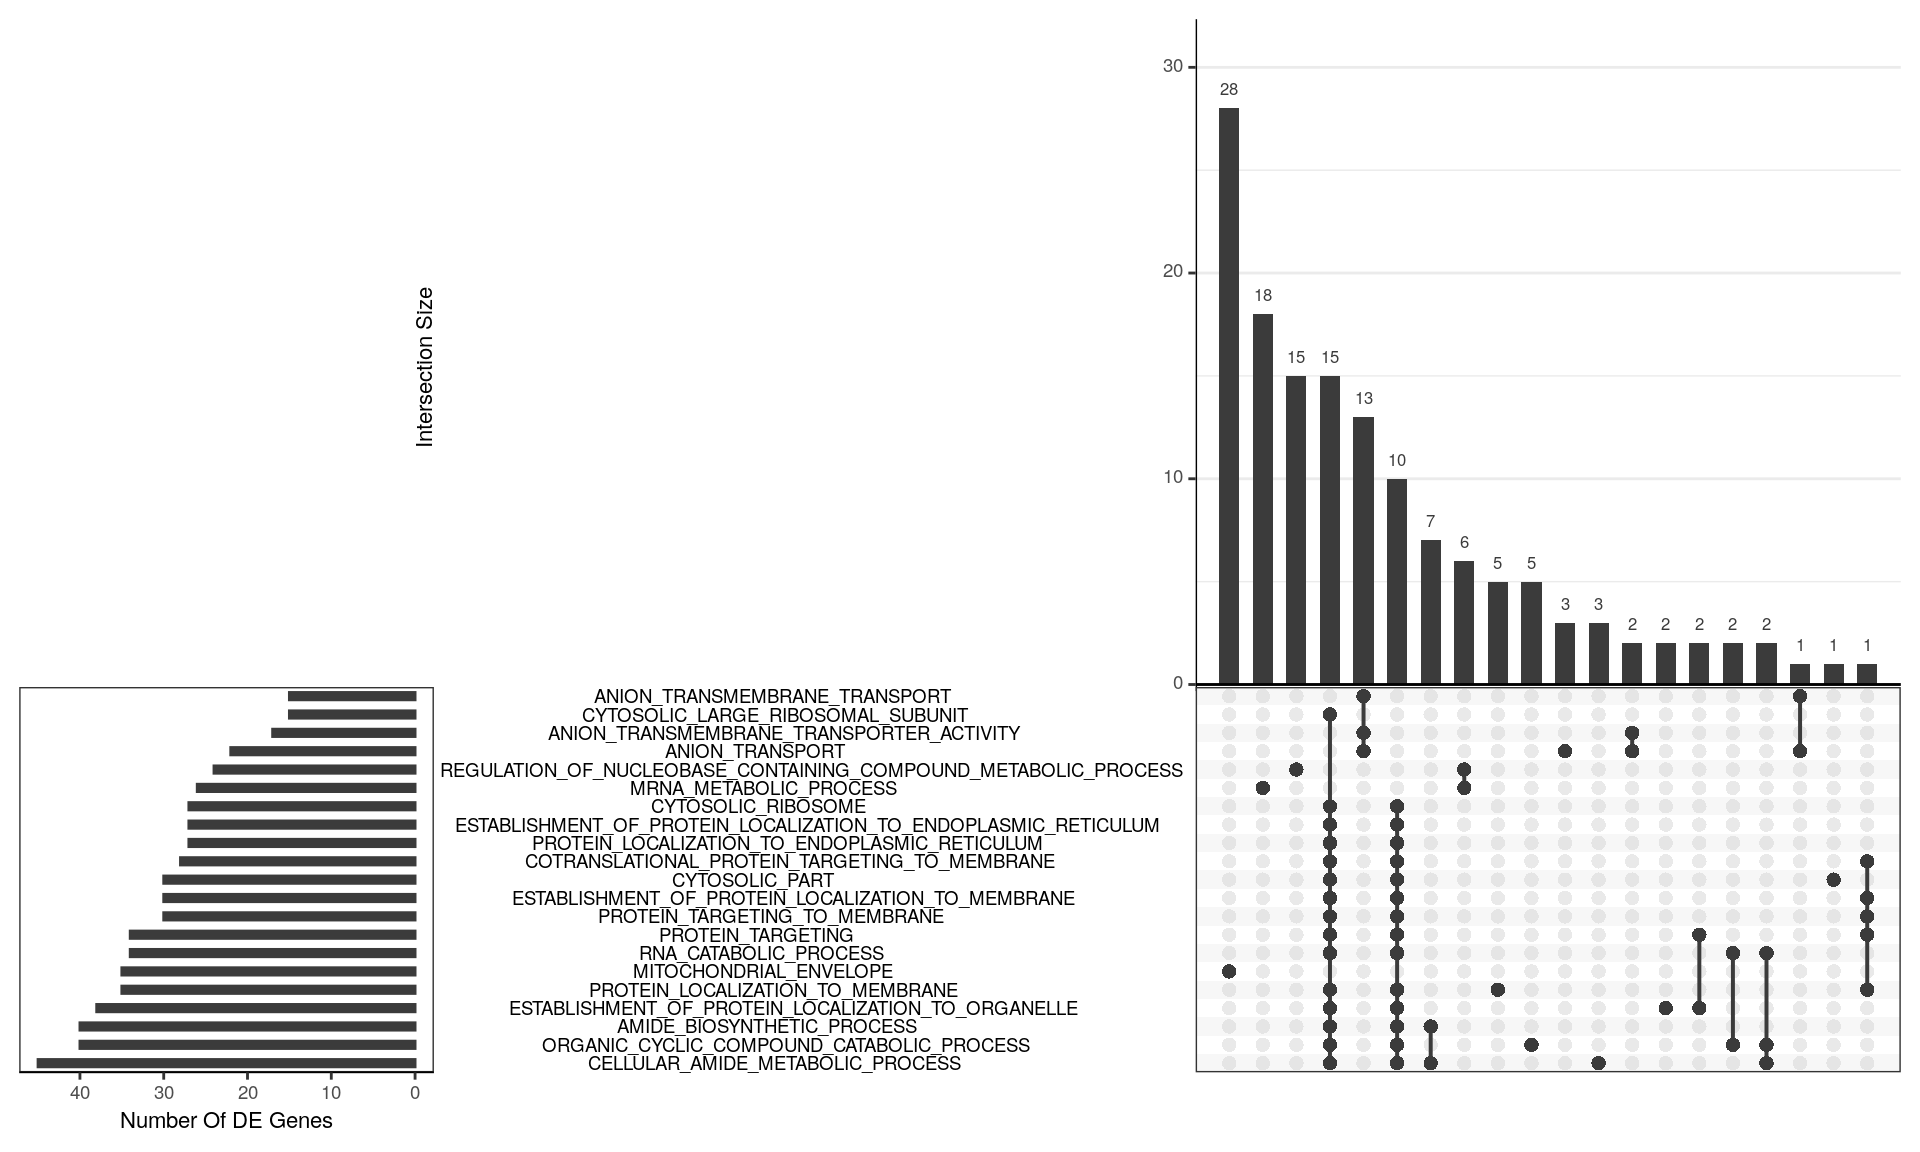 30
28
20
18
15
15
13
10
10
7
6
5
5
3
3
2
2
2
2
2
1
1
1
0
Intersection Size
ANION_TRANSMEMBRANE_TRANSPORT
CYTOSOLIC_LARGE_RIBOSOMAL_SUBUNIT
ANION_TRANSMEMBRANE_TRANSPORTER_ACTIVITY
ANION_TRANSPORT
REGULATION_OF_NUCLEOBASE_CONTAINING_COMPOUND_METABOLIC_PROCESS
MRNA_METABOLIC_PROCESS
CYTOSOLIC_RIBOSOME
ESTABLISHMENT_OF_PROTEIN_LOCALIZATION_TO_ENDOPLASMIC_RETICULUM
PROTEIN_LOCALIZATION_TO_ENDOPLASMIC_RETICULUM
COTRANSLATIONAL_PROTEIN_TARGETING_TO_MEMBRANE
CYTOSOLIC_PART
ESTABLISHMENT_OF_PROTEIN_LOCALIZATION_TO_MEMBRANE
PROTEIN_TARGETING_TO_MEMBRANE
PROTEIN_TARGETING
RNA_CATABOLIC_PROCESS
MITOCHONDRIAL_ENVELOPE
PROTEIN_LOCALIZATION_TO_MEMBRANE
ESTABLISHMENT_OF_PROTEIN_LOCALIZATION_TO_ORGANELLE
AMIDE_BIOSYNTHETIC_PROCESS
ORGANIC_CYCLIC_COMPOUND_CATABOLIC_PROCESS
CELLULAR_AMIDE_METABOLIC_PROCESS
40 30 20 10 0
Number Of DE Genes